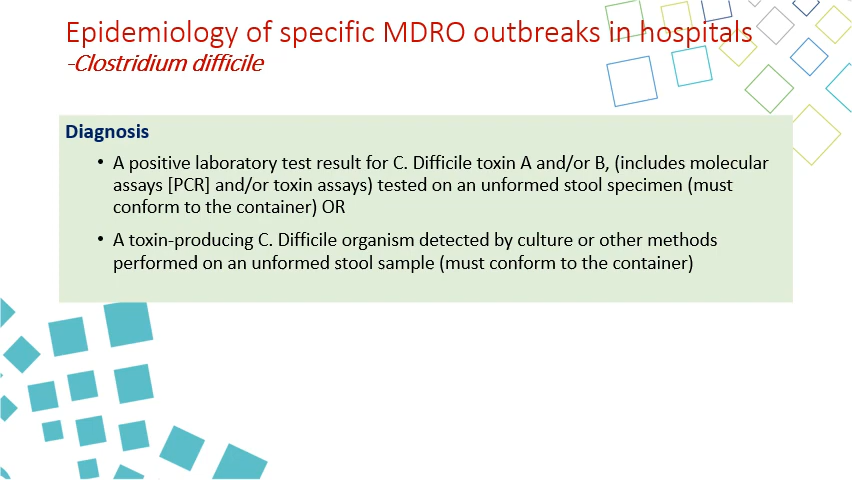 Epidemiology of specific MDRO outbreaks in hospitals
-Clostridium difficile
Diagnosis
• A positive laboratory test result for C. Difficile toxin A and/or B, (includes molecular
assays [PCR] and/or toxin assays) tested on an unformed stool specimen (must
conform to the container) OR
• A toxin-producing C. Difficile organism detected by culture or other methods
performed on an unformed stool sample (must conform to the container)